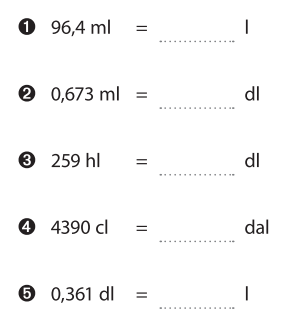 ❶ 96,4 ml = .................. l
❷ 0,673 ml = .................. dl
❸ 259 hl = .................. dl
❹ 4390 cl = .................. dal
❺ 0,361 dl = .................. l